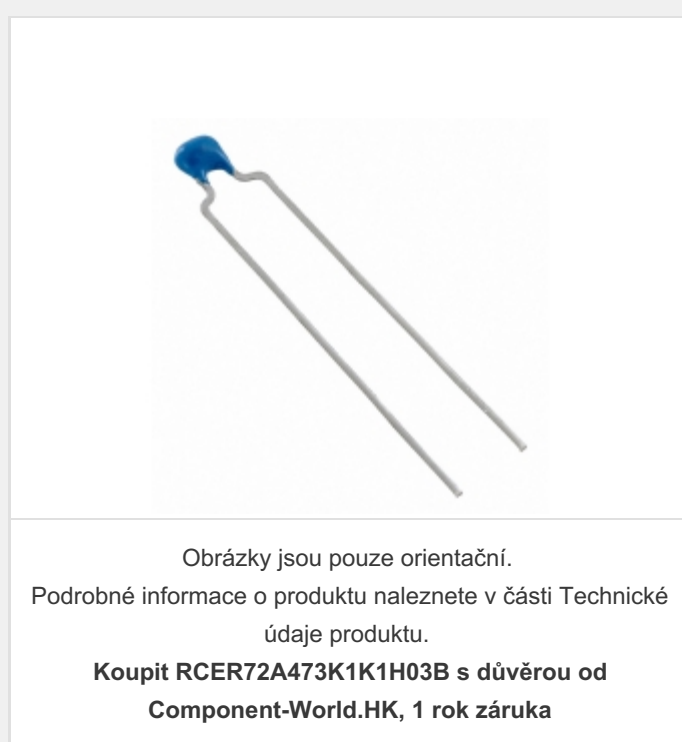 Obrázky jsou pouze orientační.
Podrobné informace o produktu naleznete v části Technické
údaje produktu.
Koupit RCER72A473K1K1H03B s důvěrou od
Component-World.HK, 1 rok záruka